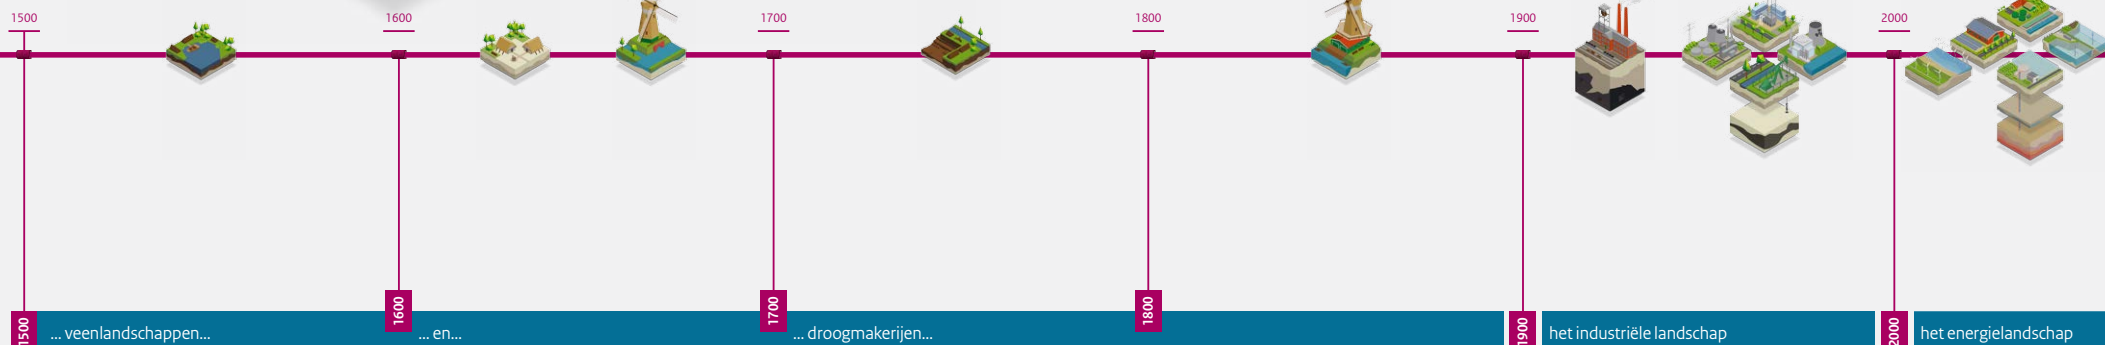 1500
1600
1700
1800
1900
2000
1600
1700
1800
1500
1900
2000
... veenlandschappen...
... en...
... droogmakerijen...
het industriële landschap
het energielandschap